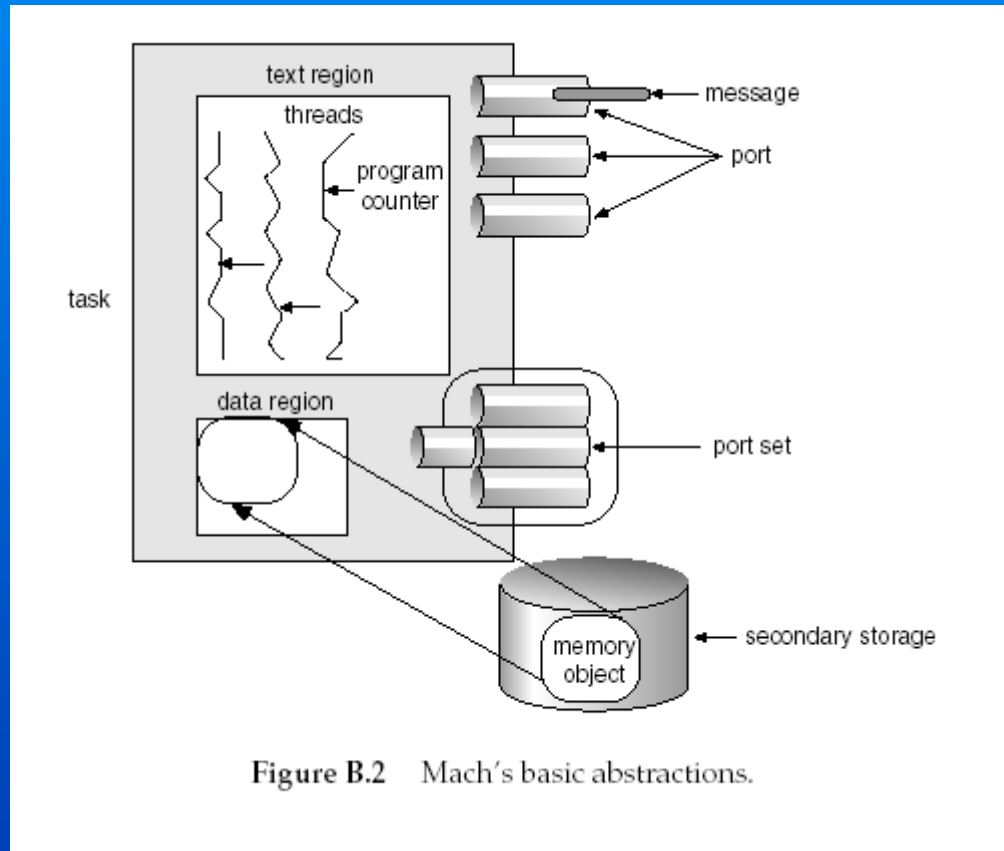 text region
threads
program
counter
message
port
task
data region
port set
memory
object
secondary storage
Figure B.2 Mach's basic abstractions.